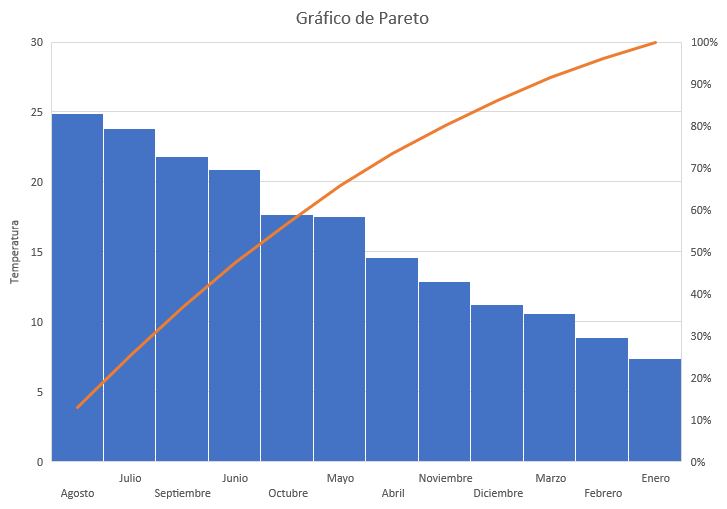 Gráfico de Pareto
30
25
20
15
10
5
0
Temperatura
100%
90%
80%
70%
60%
50%
40%
30%
20%
10%
0%
Agosto
Julio
Septiembre
Junio
Octubre
Mayo
Abril
Noviembre
Diciembre
Marzo
Febrero
Enero